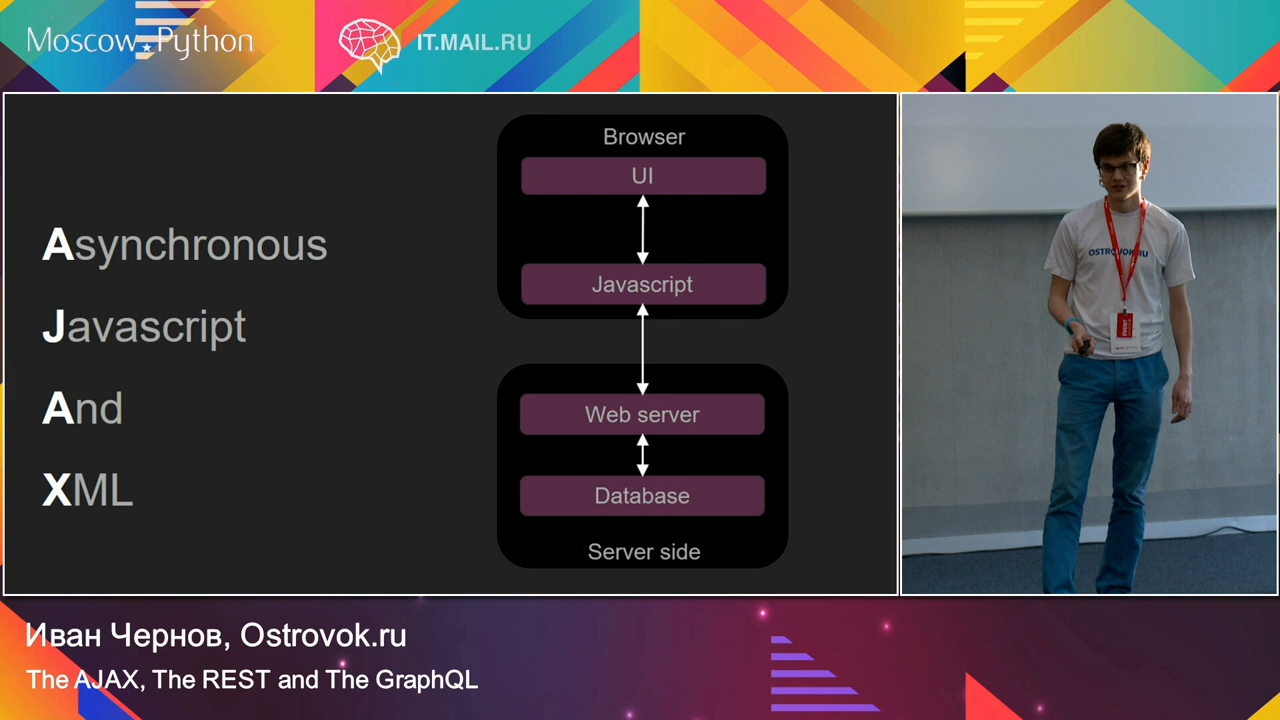 Moscow Python
IT.MAIL.RU
Asynchronous
Javascript
And
XML
Browser
UI
Javascript
Web server
Database
Server side
OSTROVOK.RU
EVENT
Иван Чернов, Ostrovok.ru
The AJAX, The REST and The GraphQL